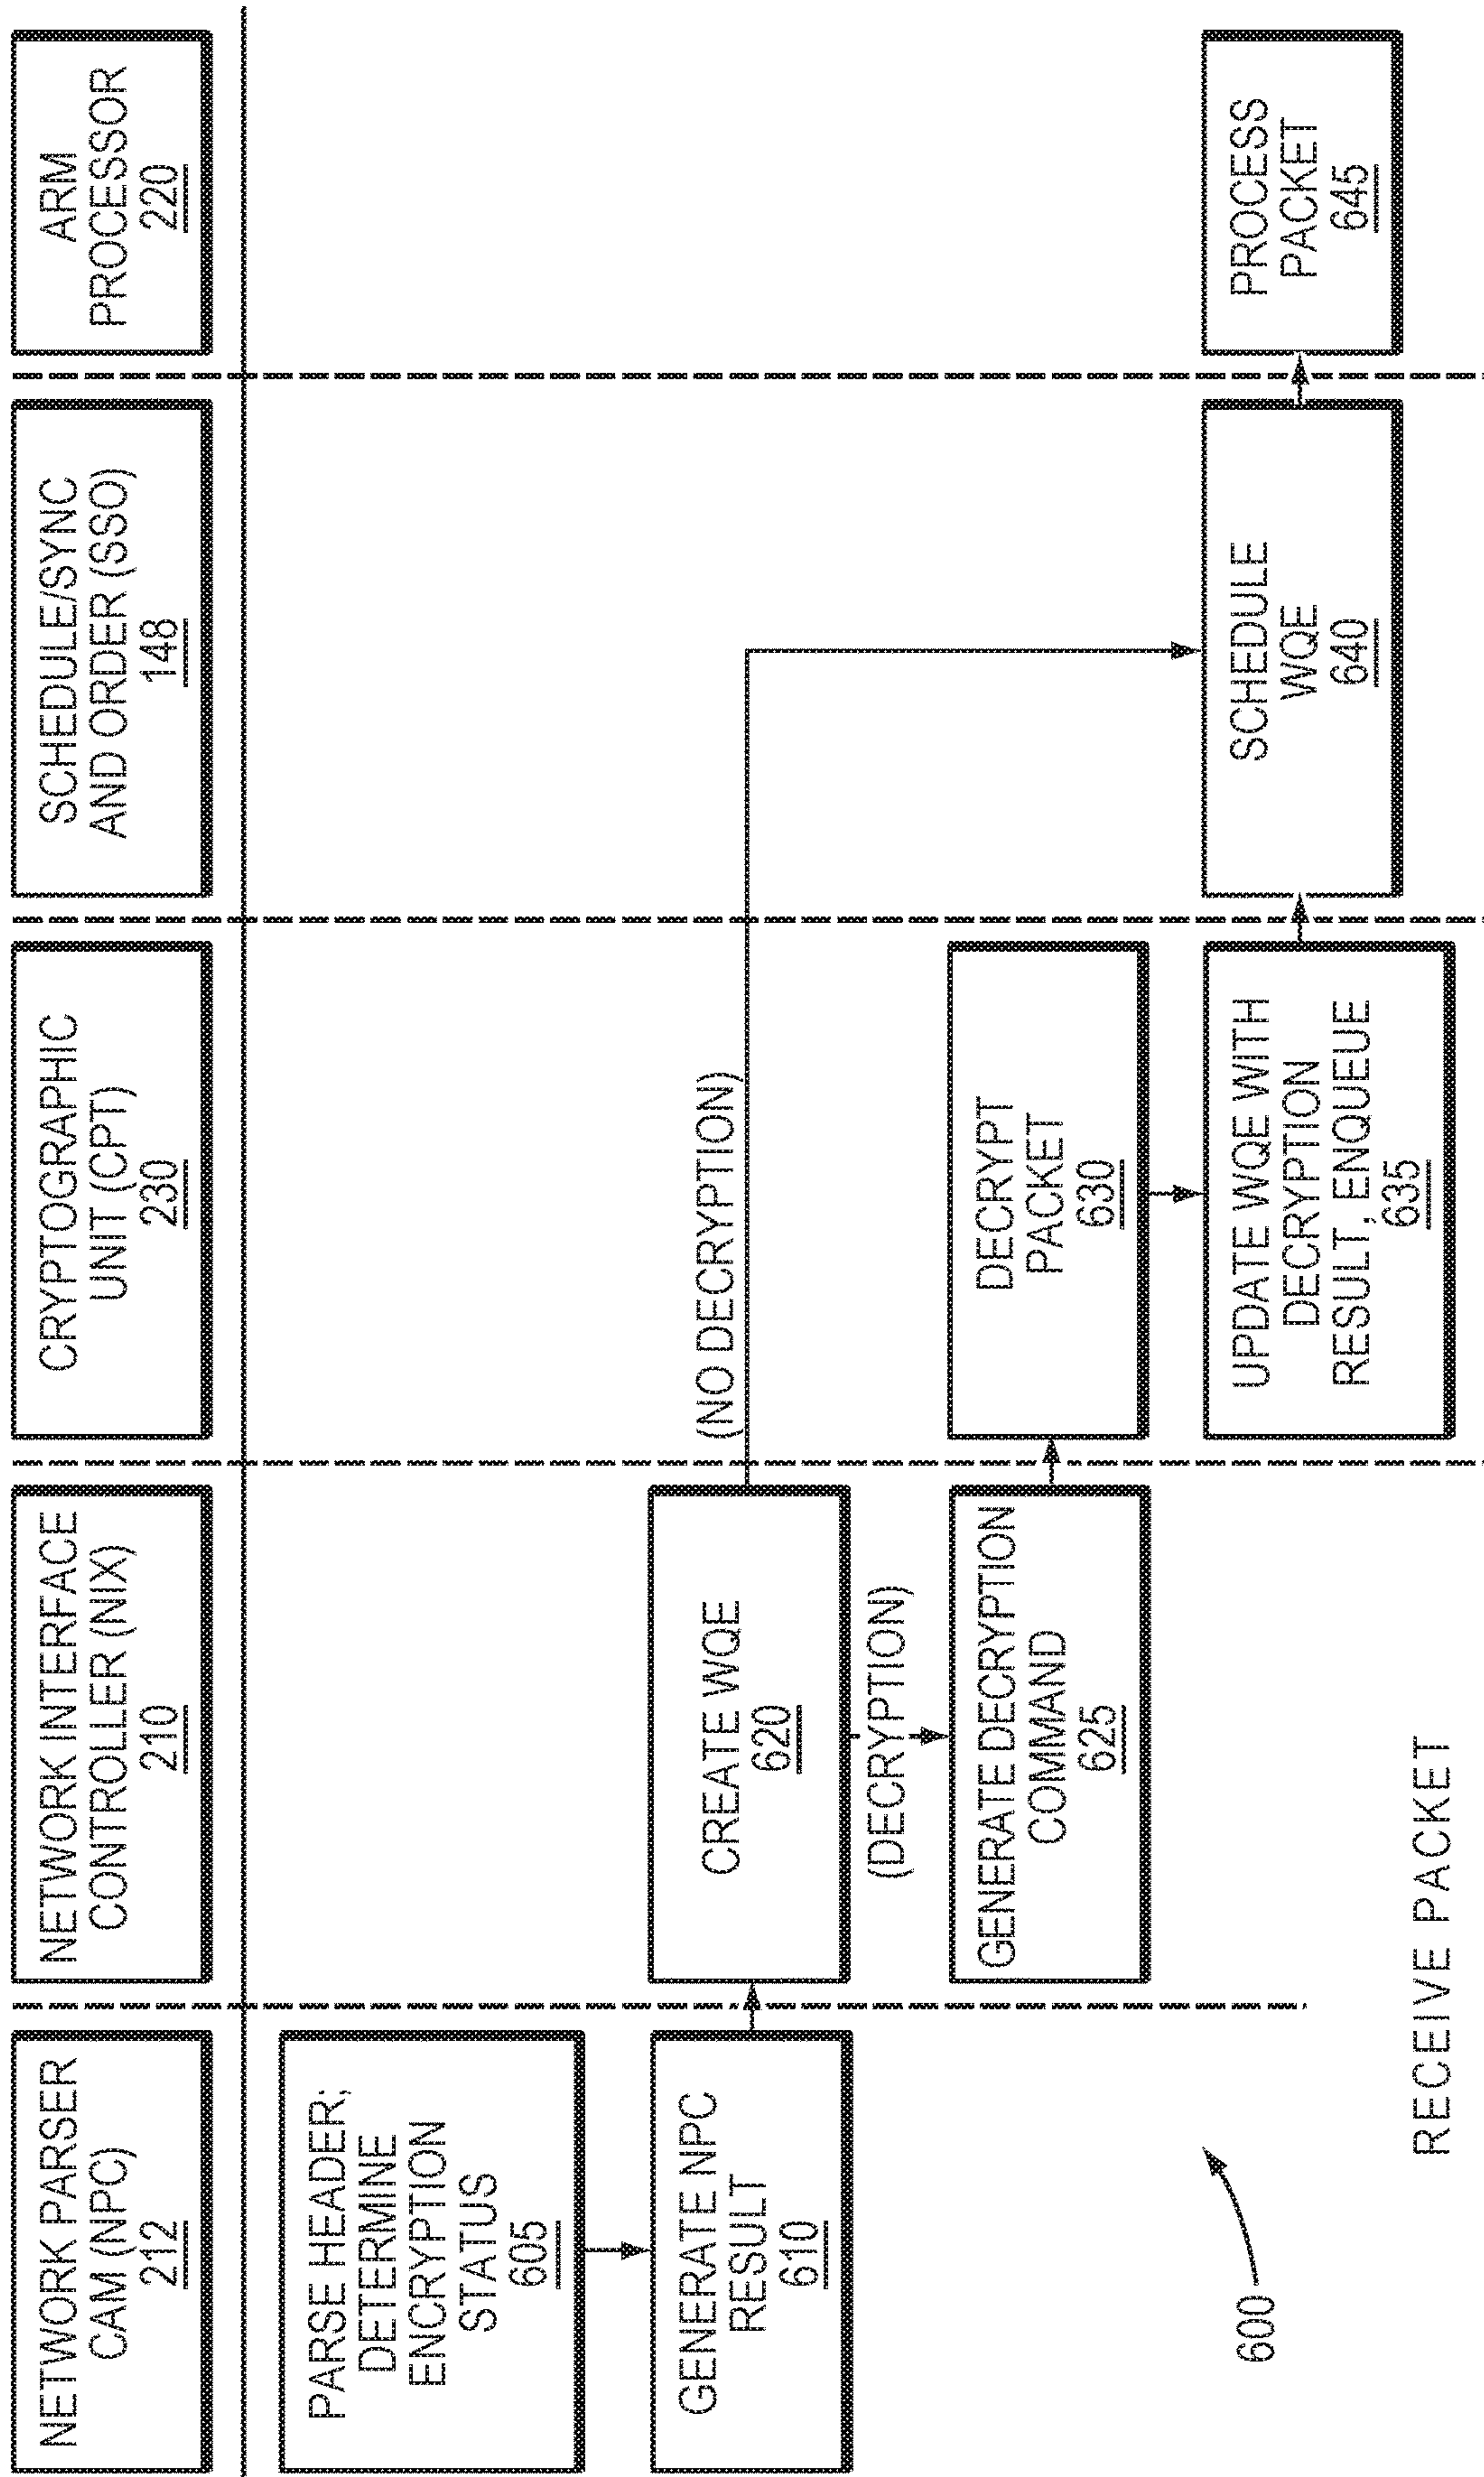 NETWORK PARSER
CAM (NPC)
212
NETWORK INTERFACE
CONTROLLER (NIX)
210
CRYPTOGRAPHIC
UNIT (CPT)
230
SCHEDULE/SYNC
AND ORDER (SSO)
148
ARM
PROCESSOR
220
PARSE HEADER;
DETERMINE
ENCRYPTION
STATUS
605
GENERATE NPC
RESULT
610
CREATE WQE
620
(NO DECRYPTION)
(DECRYPTION)
GENERATE DECRYPTION
COMMAND
625
DECRYPT
PACKET
630
UPDATE WQE WITH
DECRYPTION
RESULT, ENQUEUE
635
SCHEDULE
WQE
640
PROCESS
PACKET
645
600
RECEIVE PACKET